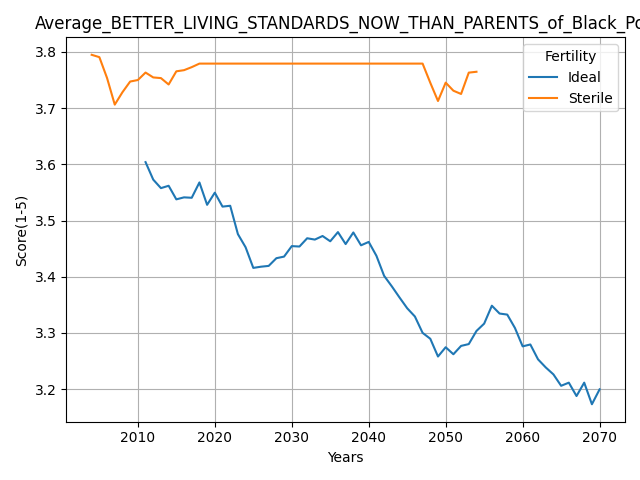 Average_BETTER_LIVING_STANDARDS_NOW_THAN_PARENTS_of_Black_Po
Fertility
Ideal
Sterile
3.8
3.7
3.6
3.5
3.4
3.3
3.2
Score(1-5)
2010 2020 2030 2040 2050 2060 2070
Years